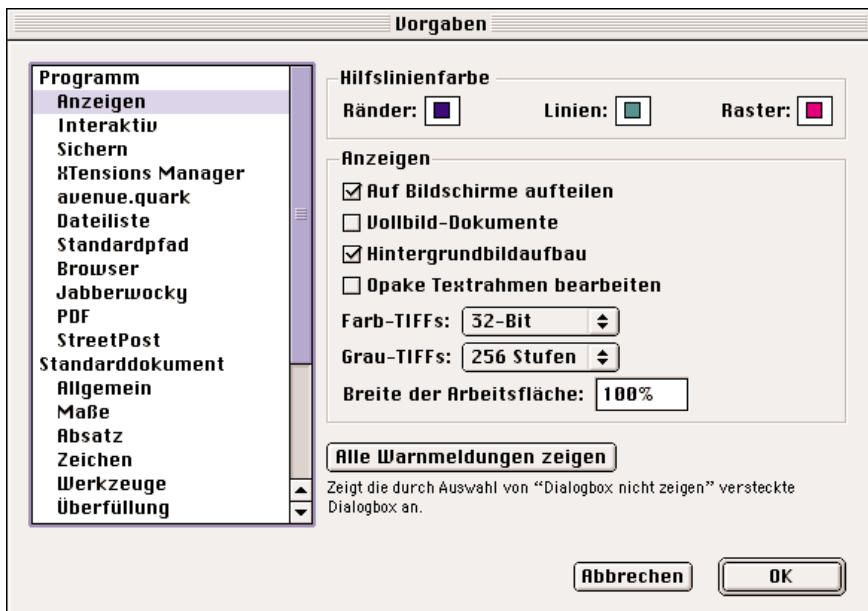 Vorgaben
Programm
Anzeigen
Interaktiv
Sichern
XTensions Manager
avenue.quark
Dateiliste
Standardpfad
Browser
Jabberwocky
PDF
StreetPost
Standarddokument
Allgemein
Maße
Absatz
Zeichen
Werkzeuge
Überfüllung
Hilfslinienfarbe
Ränder: Linien: Raster:
Anzeigen
Auf Bildschirme aufteilen
Vollbild-Dokumente
Hintergrundbildaufbau
Opake Textrahmen bearbeiten
Farb-TIFFs: 32-Bit
Grau-TIFFs: 256 Stufen
Breite der Arbeitsfläche: 100%
Alle Warnmeldungen zeigen
Zeigt die durch Auswahl von “Dialogbox nicht zeigen” versteckte
Dialogbox an.
Abbrechen OK